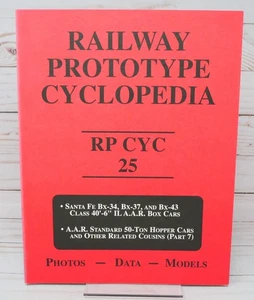 RAILWAY
PROTOTYPE
CYCLOPEDIA
RP CYC
25
• SANTA FE BX-34, BX-37, AND BX-43
CLASS 40'-6" IL A.A.R. BOX CARS
• A.A.R. STANDARD 50-TON HOPPER CARS
AND OTHER RELATED COUSINS (PART 7)
PHOTOS — DATA — MODELS